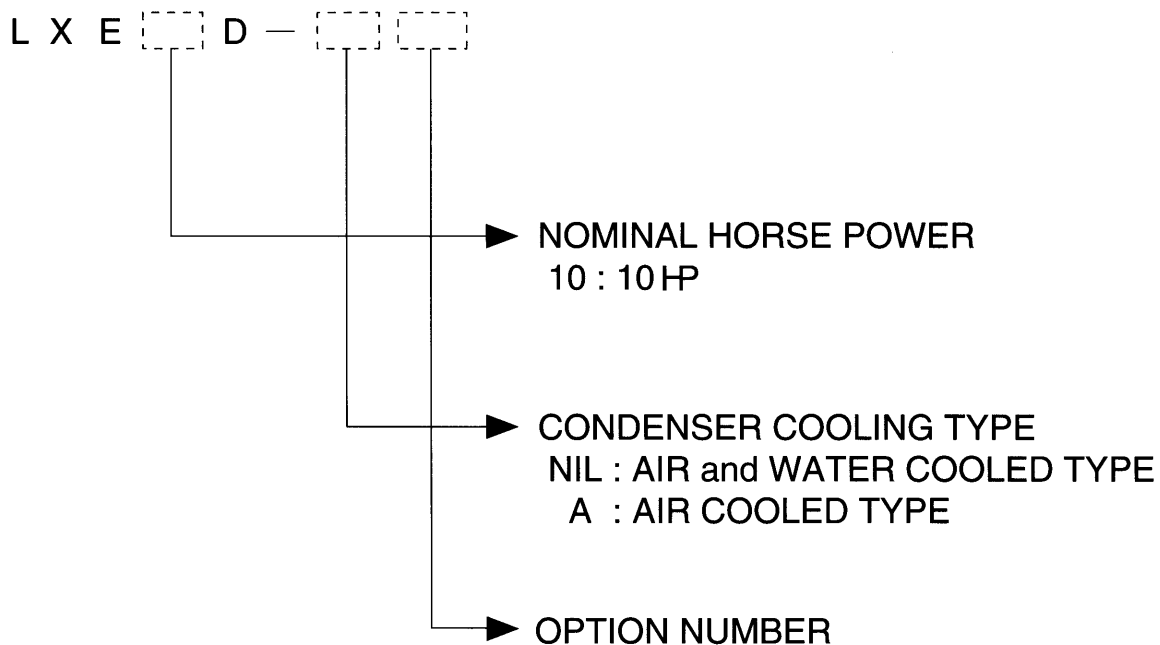 L X E D —
NOMINAL HORSE POWER
10 : 10 HP
CONDENSER COOLING TYPE
NIL : AIR and WATER COOLED TYPE
A : AIR COOLED TYPE
OPTION NUMBER